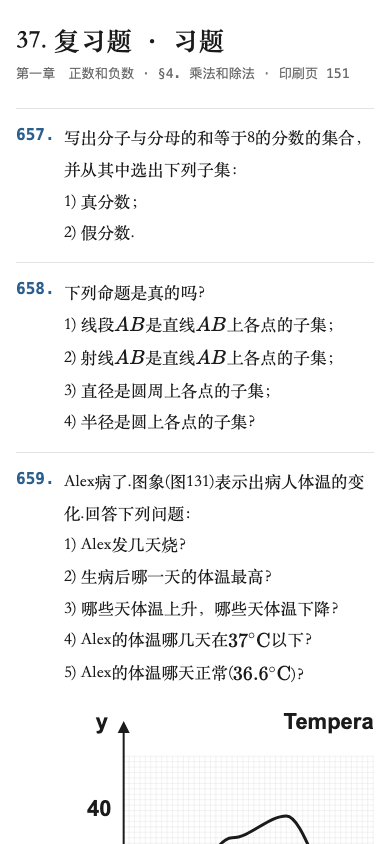 37. 复习题 · 习题
第一章 正数和负数 · §4. 乘法和除法 · 印刷页 151
657. 写出分子与分母的和等于8的分数的集合,
并从其中选出下列子集:
1) 真分数;
2) 假分数.
658. 下列命题是真的吗?
1) 线段AB是直线AB上各点的子集;
2) 射线AB是直线AB上各点的子集;
3) 直径是圆周上各点的子集;
4) 半径是圆上各点的子集?
659. Alex病了.图象(图131)表示出病人体温的变
化.回答下列问题:
1) Alex发几天烧?
2) 生病后哪一天的体温最高?
3) 哪些天体温上升, 哪些天体温下降?
4) Alex的体温哪几天在37°C以下?
5) Alex的体温哪天正常(36.6°C)?
y Tempera
40